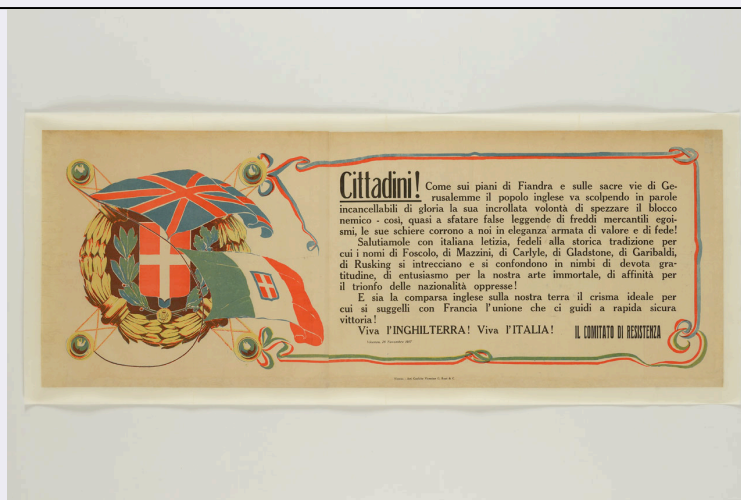 Cittadini! Come sui piani di Fiandra e sulle sacre vie di Ge-
rusalemme il popolo inglese va scolpendo in parole
incancellabili di gloria la sua incrollata volontà di spezzare il blocco
nemico - così, quasi a sfatare false leggende di freddi mercantili egoi-
smi, le sue schiere corrono a noi in eleganza armata di valore e di fede!
Salutiamole con italiana letizia, fedeli alla storica tradizione per
cui i nomi di Foscolo, di Mazzini, di Carlyle, di Gladstone, di Garibaldi,
di Rusking si intrecciano e si confondono in nimbi di devota gra-
titudine, di entusiasmo per la nostra arte immortale, di affinità per
il trionfo delle nazionalità oppresse!
E sia la comparsa inglese sulla nostra terra il crisma ideale per
cui si suggelli con Francia l'unione che ci guidi a rapida sicura
vittoria!
Viva l'INGHILTERRA! Viva l'ITALIA! IL COMITATO DI RESISTENZA